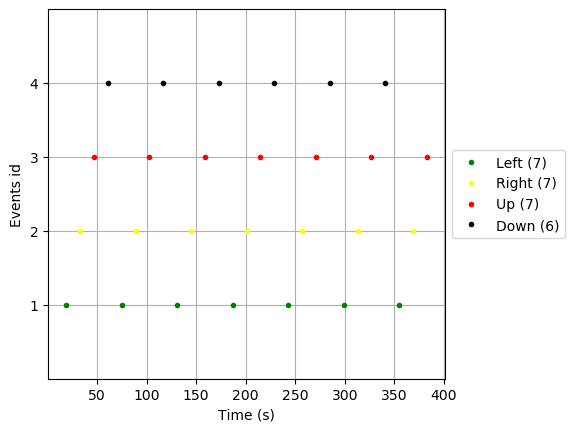 4
3
2
1
Events id
50 100 150 200 250 300 350 400
Time (s)
Left (7)
Right (7)
Up (7)
Down (6)